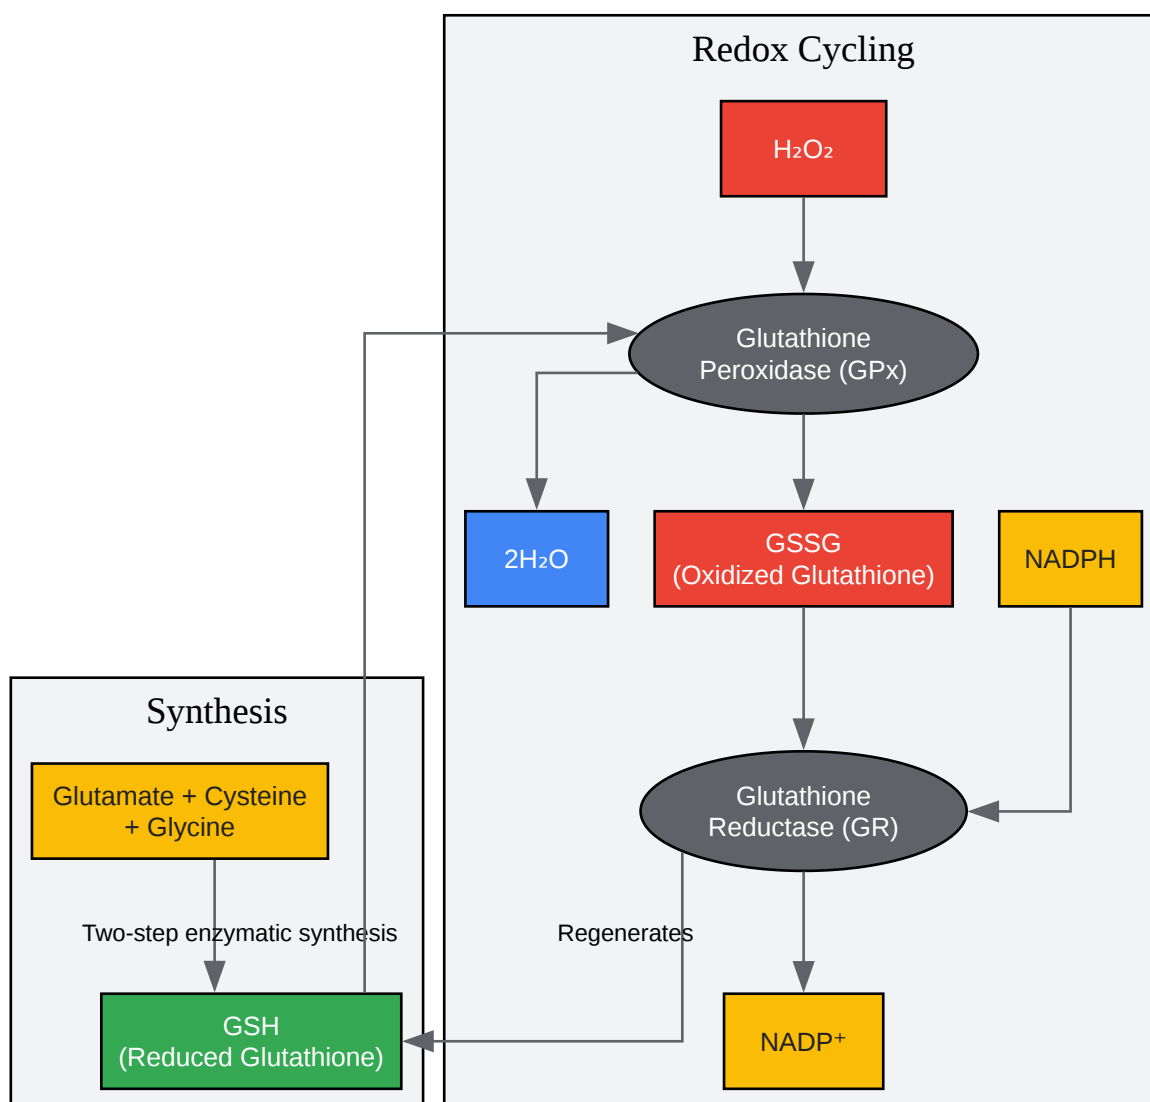 Redox Cycling
H₂O₂
Glutathione
Peroxidase (GPx)
2H₂O
GSSG
(Oxidized Glutathione)
NADPH
Synthesis
Glutamate + Cysteine
+ Glycine
Glutathione
Reductase (GR)
Two-step enzymatic synthesis
Regenerates
GSH
(Reduced Glutathione)
NADP⁺